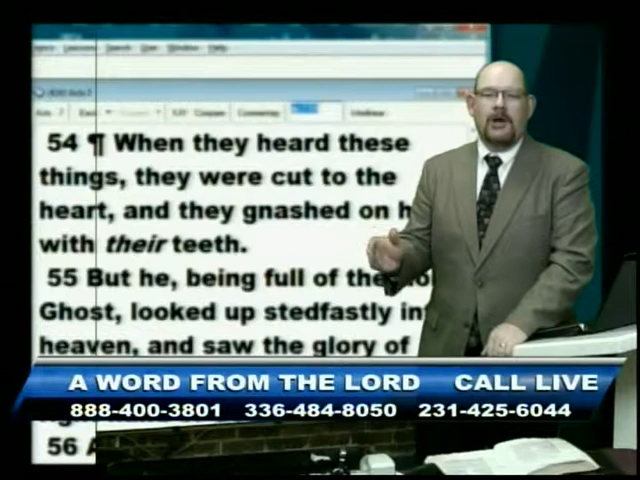 54 ¶ When they heard these
things, they were cut to the
heart, and they gnashed on h
with their teeth.
55 But he, being full of the
Ghost, looked up stedfastly in
heaven, and saw the glory of
A WORD FROM THE LORD CALL LIVE
888-400-3801 336-484-8050 231-425-6044
56 A